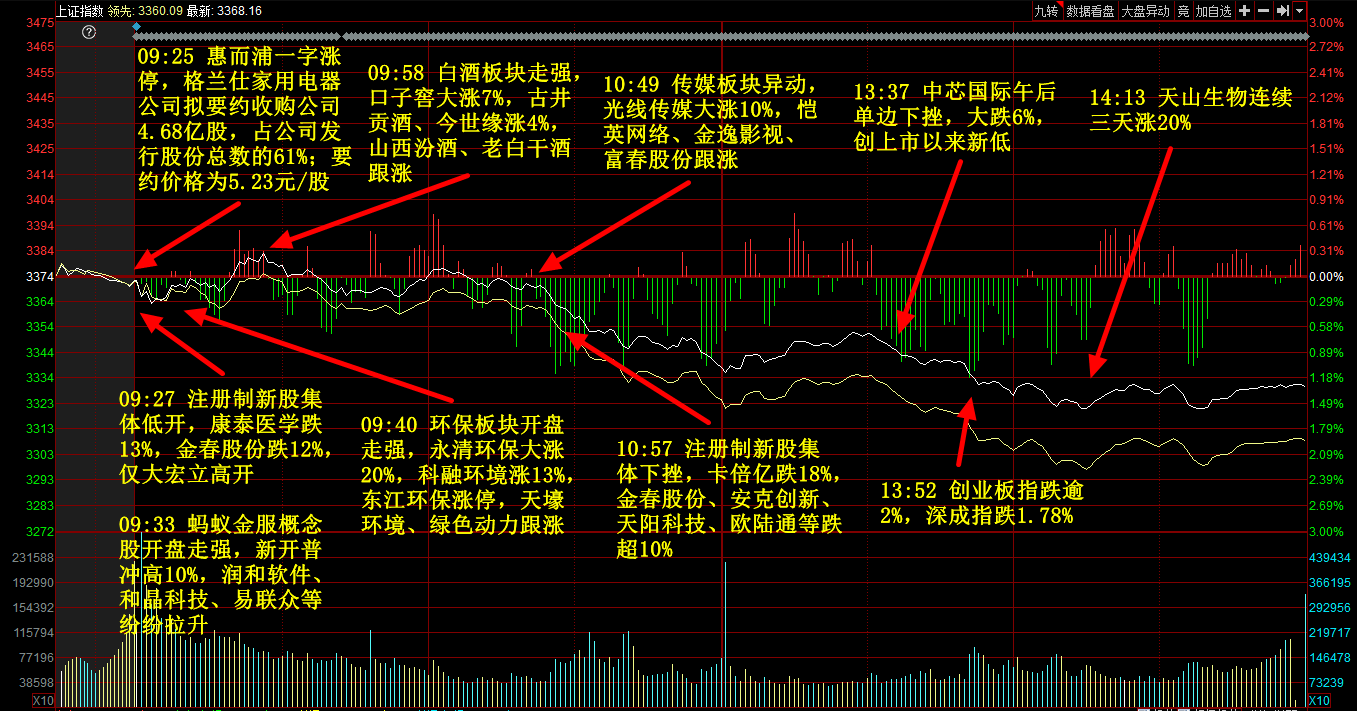 上证指数 领先: 3360.09 最新: 3368.16
九转 数据看盘 大盘异动 竞 加自选
3475
3465
3455
3445
3435
3425
3414
3404
3394
3384
3374
3364
3354
3344
3334
3323
3313
3303
3293
3283
3272
231588
192990
154392
115794
77196
38598
X10
09:25 惠而浦一字涨
停，格兰仕家用电器
公司拟要约收购公司
4.68亿股，占公司发
行股份总数的61%；要
约价格为5.23元/股
09:58 白酒板块走强，
口子窖大涨7%，古井
贡酒、今世缘涨4%，
山西汾酒、老白干酒
跟涨
10:49 传媒板块异动，
光线传媒大涨10%，恺
英网络、金逸影视、
富春股份跟涨
13:37 中芯国际午后
单边下挫，大跌6%，
创上市以来新低
14:13 天山生物连续
三天涨20%
09:27 注册制新股集
体低开，康泰医学跌
13%，金春股份跌12%，
仅大宏立高开
09:33 蚂蚁金服概念
股开盘走强，新开普
冲高10%，润和软件、
和晶科技、易联众等
纷纷拉升
09:40 环保板块开盘
走强，永清环保大涨
20%，科融环境涨13%，
东江环保涨停，天壕
环境、绿色动力跟涨
10:57 注册制新股集
体下挫，卡倍亿跌18%，
金春股份、安克创新、
天阳科技、欧陆通等跌
超10%
13:52 创业板指跌逾
2%，深成指跌1.78%
3.00%
2.72%
2.41%
2.12%
1.81%
1.51%
1.21%
0.91%
0.61%
0.31%
0.00%
0.29%
0.58%
0.89%
1.18%
1.49%
1.79%
2.09%
2.39%
2.69%
3.00%
439434
366195
292956
219717
146478
73239
X10